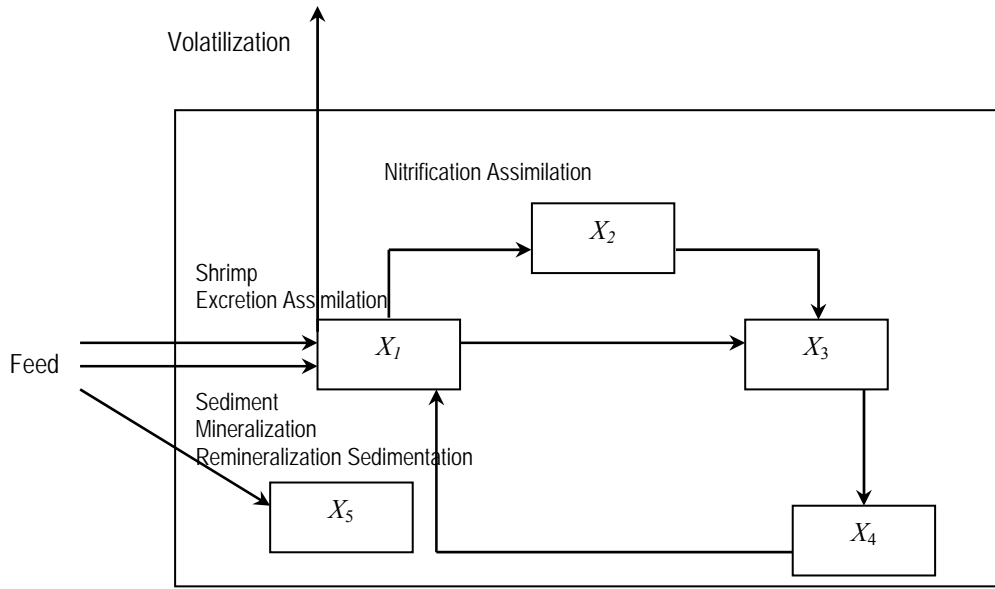 Volatilization
Nitrification Assimilation
X2
Shrimp
Excretion Assimilation
X1
X3
Feed
Sediment
Mineralization
Remineralization Sedimentation
X5
X4